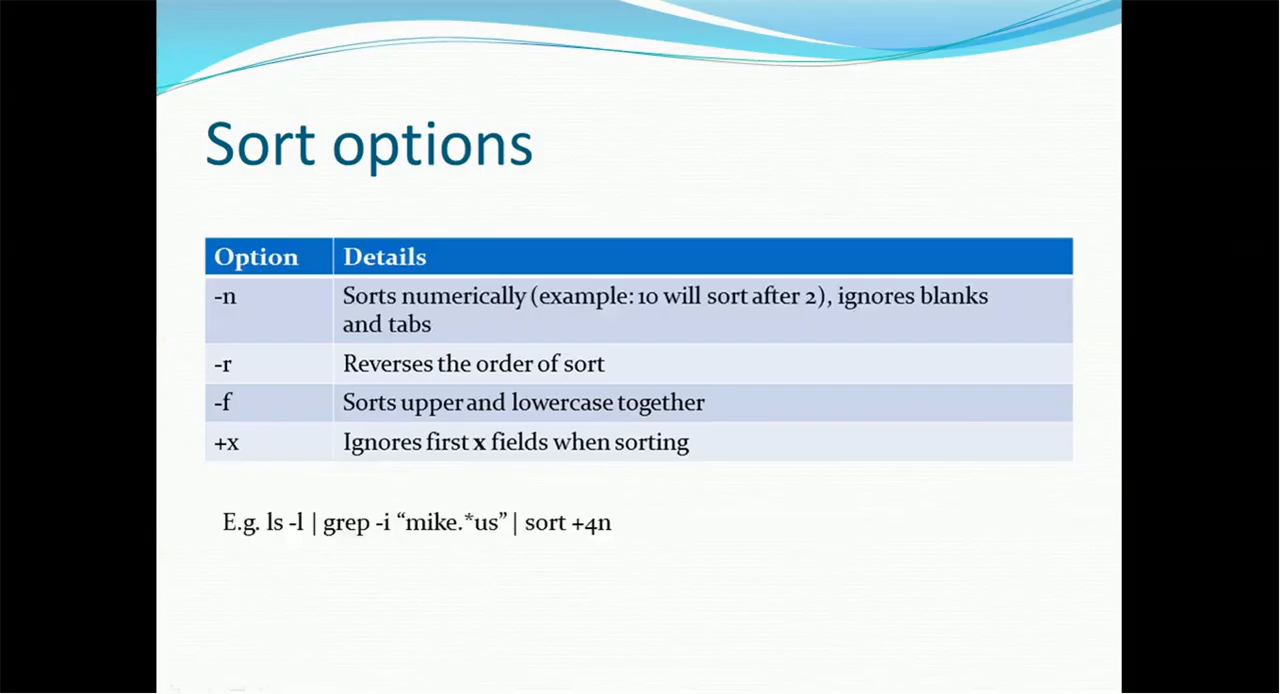 Sort options
Option Details
-n Sorts numerically (example: 10 will sort after 2), ignores blanks
and tabs
-r Reverses the order of sort
-f Sorts upper and lowercase together
+x Ignores first x fields when sorting
E.g. ls -l | grep -i “mike.*us” | sort +4n